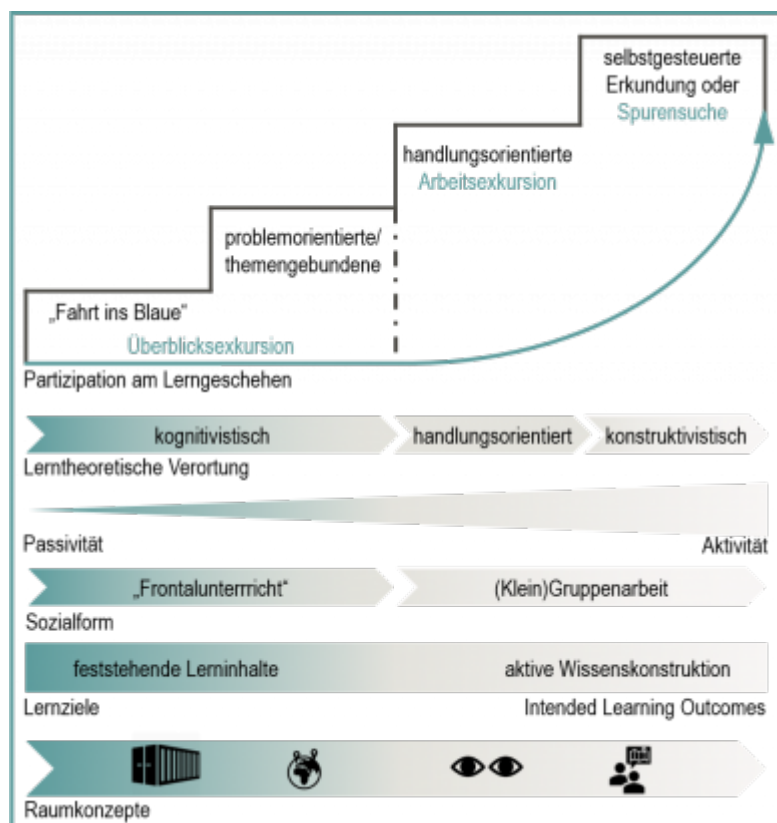 selbstgesteuerte
Erkundung oder
Spurensuche
handlungsorientierte
Arbeitsexkursion
problemorientierte/
themengebundene
„Fahrt ins Blaue“
Überblicksexkursion
Partizipation am Lerngeschehen
kognitivistisch handlungsorientiert konstruktivistisch
Lerntheoretische Verortung
Passivität Aktivität
„Frontalunterrricht“ (Klein)Gruppenarbeit
Sozialform
feststehende Lerninhalte aktive Wissenskonstruktion
Lernziele Intended Learning Outcomes
Raumkonzepte